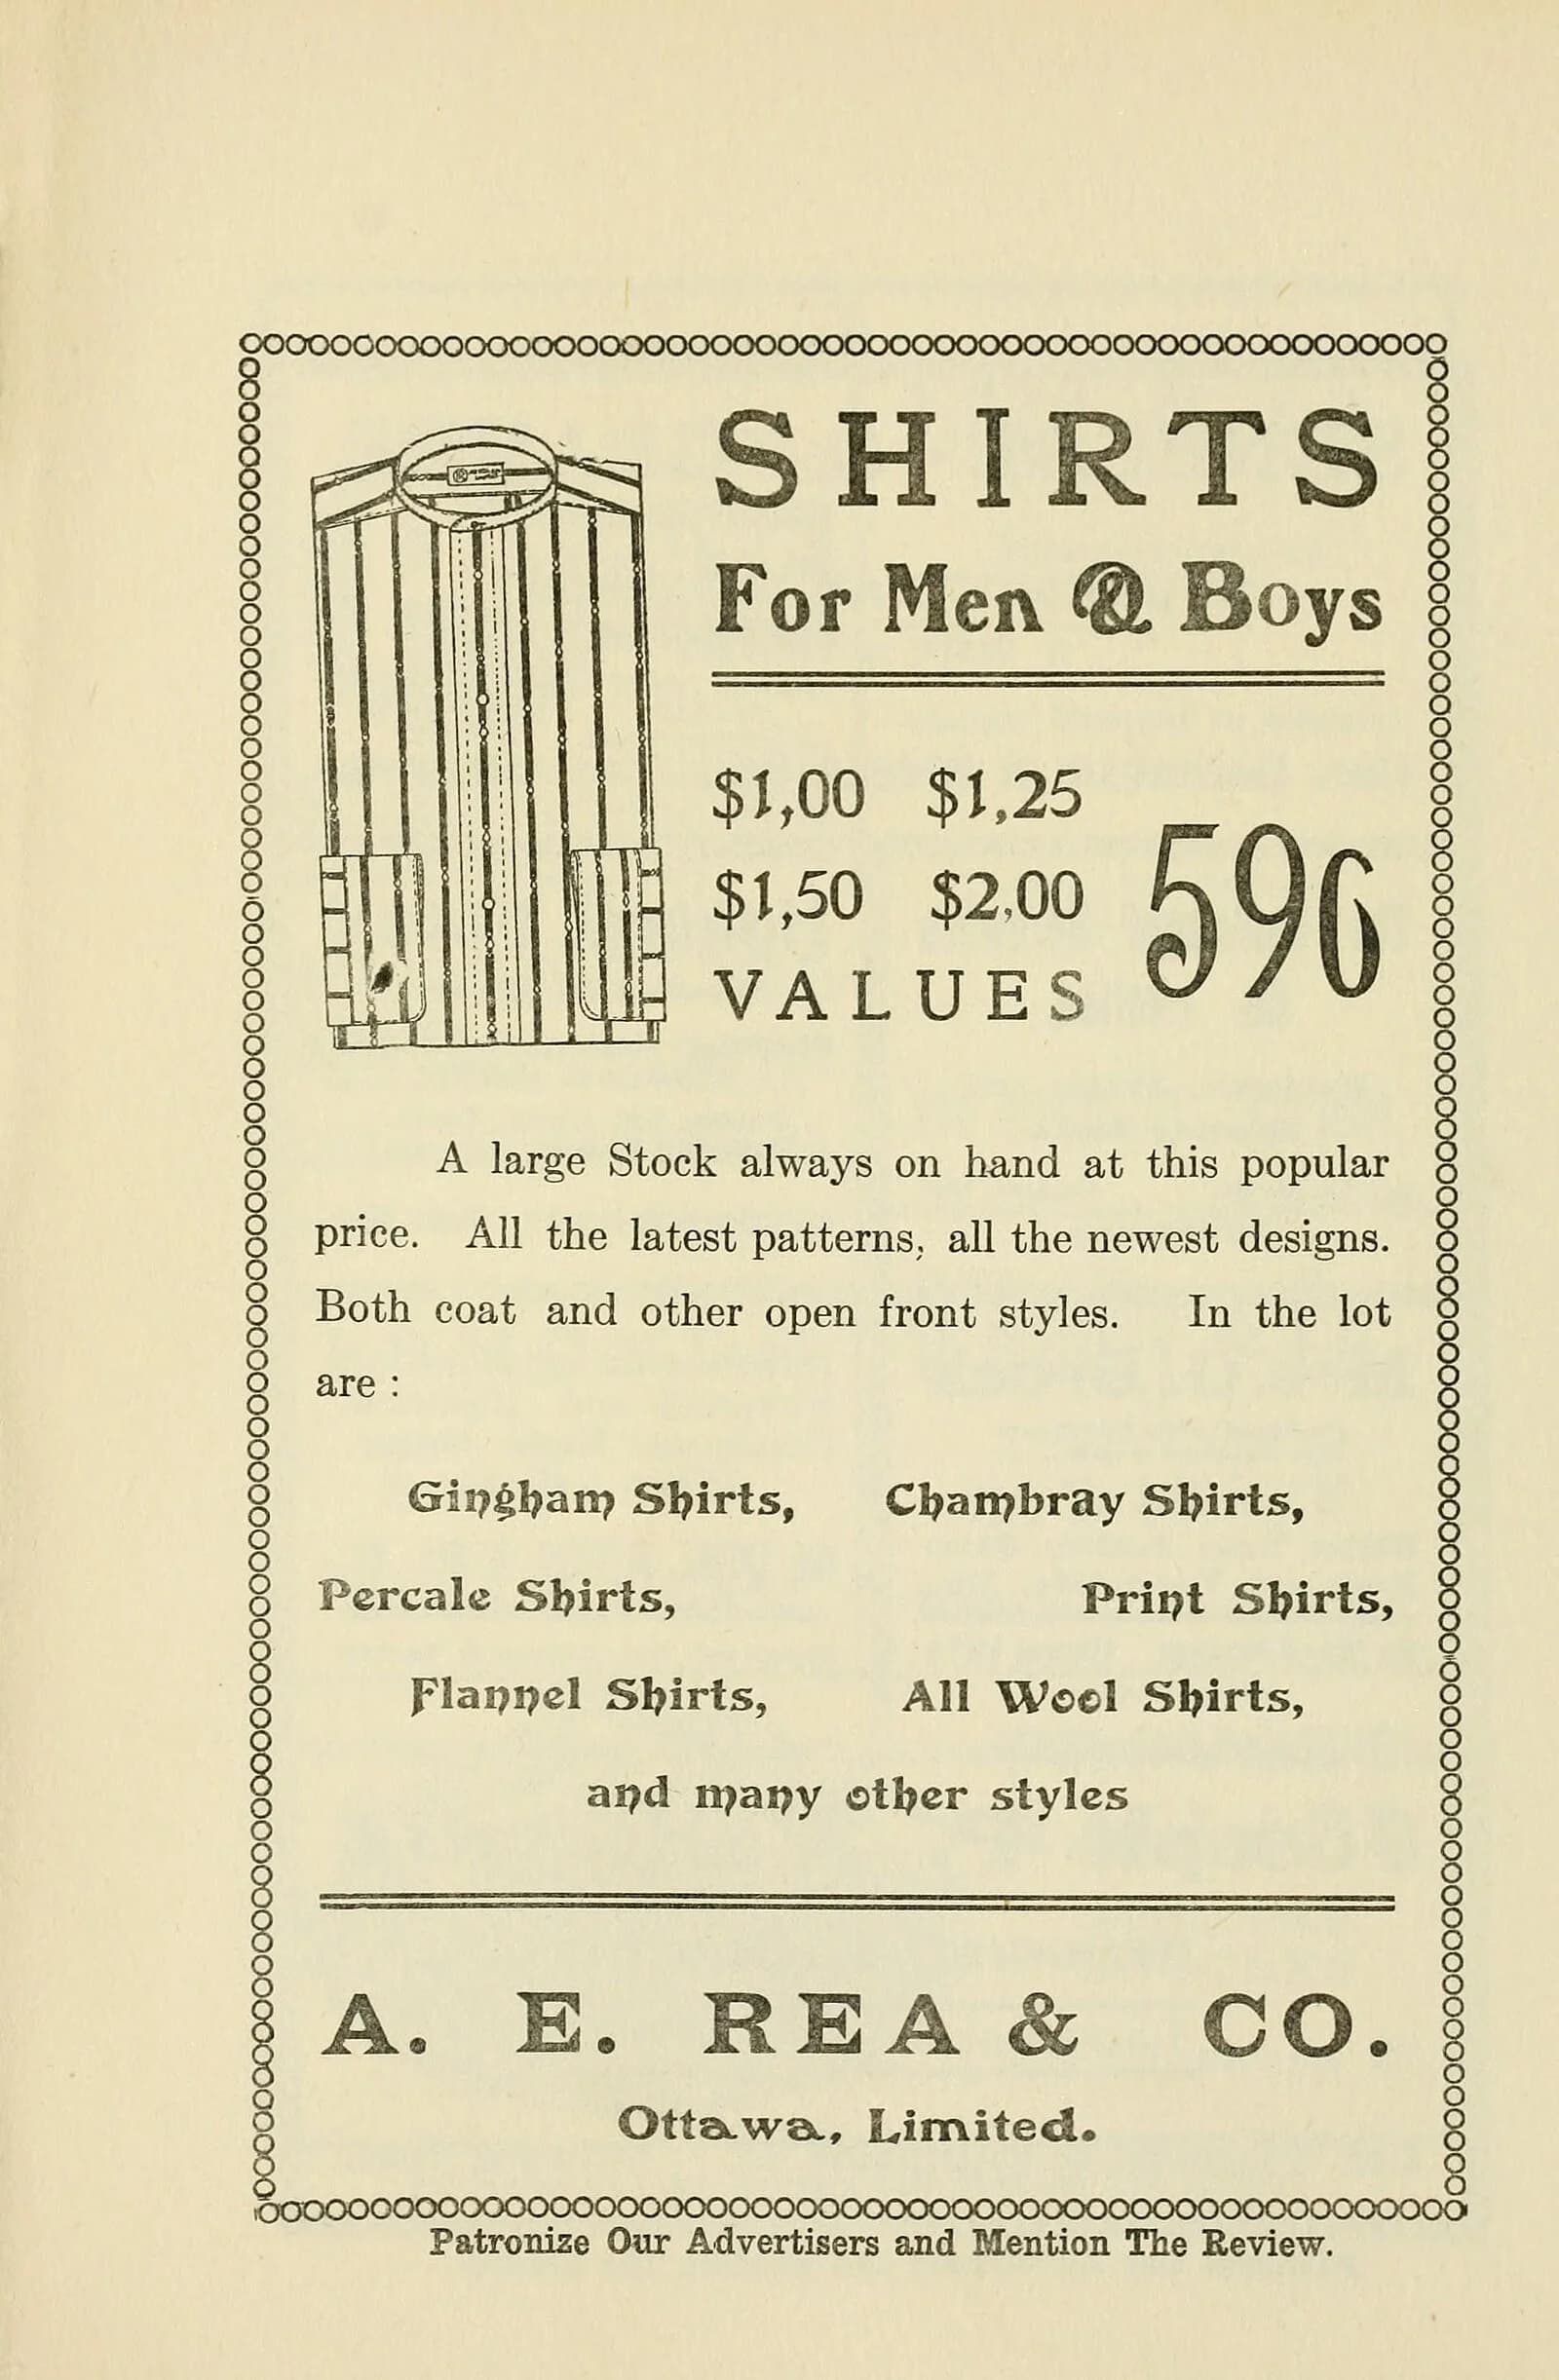 SHIRTS
For Men & Boys
$1,00 $1,25
$1,50 $2,00
VALUES
59c
A large Stock always on hand at this popular
price. All the latest patterns, all the newest designs.
Both coat and other open front styles. In the lot
are :
Gingham Shirts, Chambray Shirts,
Percale Shirts, Print Shirts,
Flannel Shirts, All Wool Shirts,
and many other styles
A. E. REA & CO.
Ottawa, Limited.
Patronize Our Advertisers and Mention The Review.